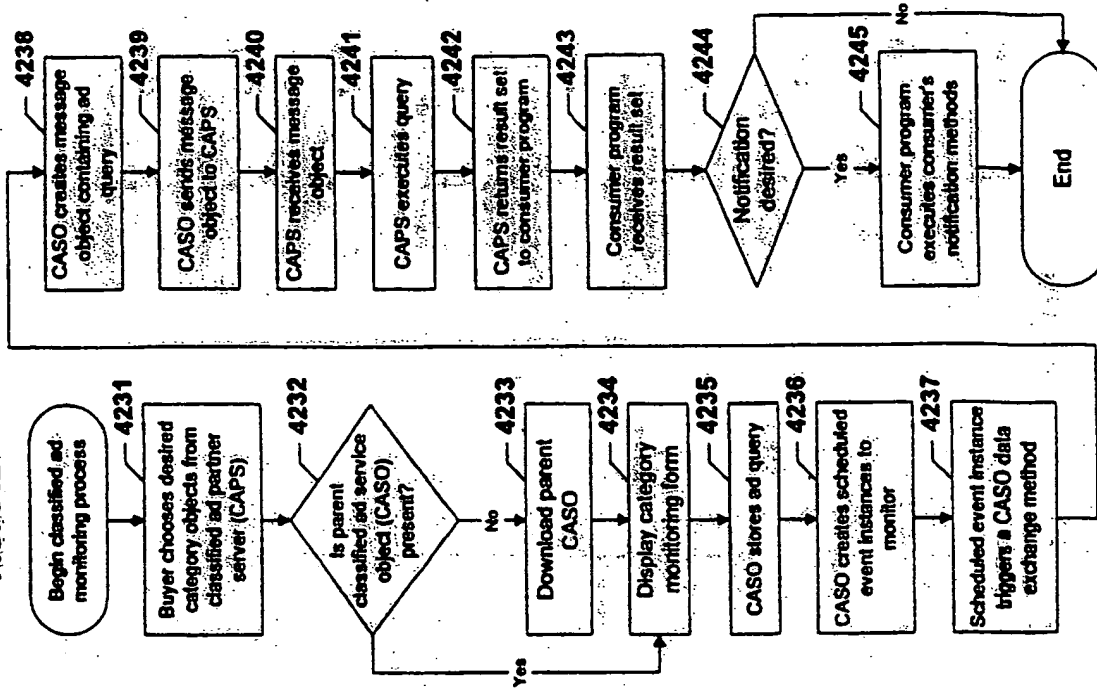 Begin classified ad
monitoring process
4231
Buyer chooses desired
category objects from
classified ad partner
server (CAPS)
4232
Is parent
classified ad service
object (CASO)
present?
Yes
No
4233
Download parent
CASO
4234
Display category
monitoring form
4235
CASO stores ad query
4236
CASO creates scheduled
event instances to
monitor
4237
Scheduled event instance
triggers a CASO data
exchange method
4238
CASO creates message
object containing ad
query
4239
CASO sends message
object to CAPS
4240
CAPS receives message
object
4241
CAPS executes query
4242
CAPS returns result set
to consumer program
4243
Consumer program
receives result set
4244
Notification
desired?
No
Yes
4245
Consumer program
executes consumer's
notification methods
End